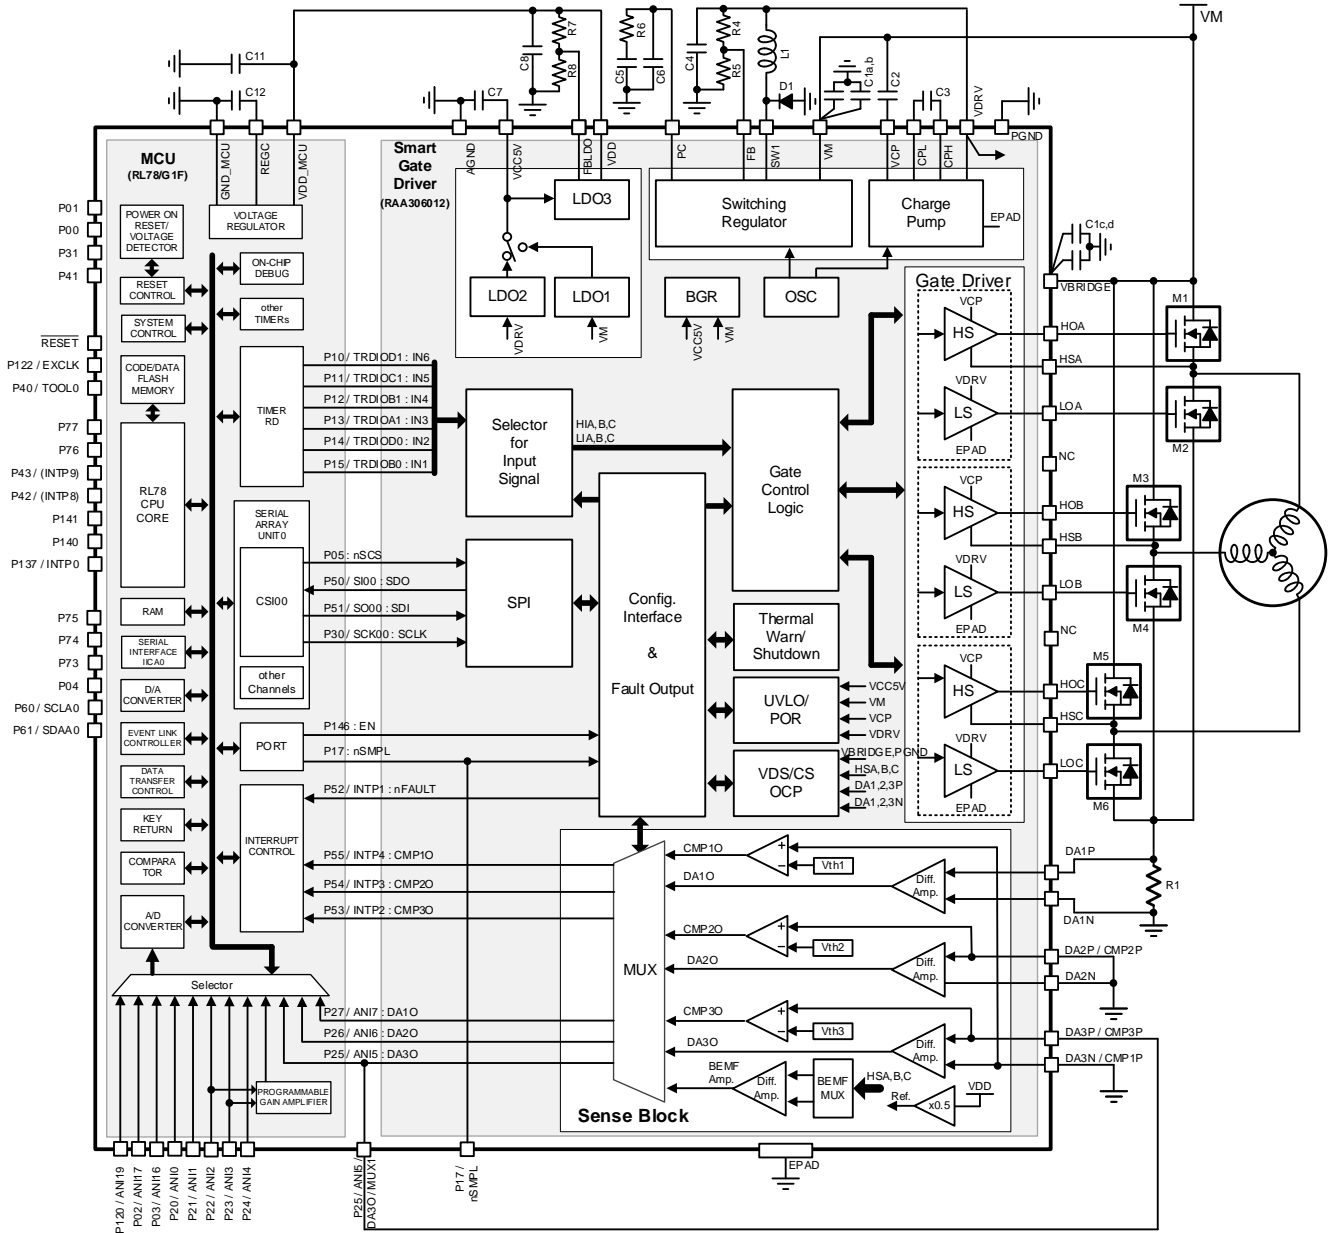 VM
R7
R6
R4
C8
R8
C5
C6
C4
R5
L1
C1a,b
C2
C11
C12
C7
D1
C3
VDRV
PGND
MCU
(RL78/G1F)
GND_MCU
REGC
VDD_MCU
Smart
Gate
Driver
(RAA306012)
AGND
VCC5V
FBLDO
VDD
PC
FB
SW1
VM
VCP
CPL
CPH
P01
P00
P31
P41
RESET
P122 / EXCLK
P40 / TOOL0
P77
P76
P43 / (INTP9)
P42 / (INTP8)
P141
P140
P137 / INTP0
P75
P74
P73
P04
P60 / SCLA0
P61 / SDAA0
POWER ON
RESET/
VOLTAGE
DETECTOR
VOLTAGE
REGULATOR
RESET
CONTROL
ON-CHIP
DEBUG
SYSTEM
CONTROL
other
TIMERs
CODE/DATA
FLASH
MEMORY
TIMER
RD
RL78
CPU
CORE
SERIAL
ARRAY
UNIT0
CSI00
other
Channels
RAM
SERIAL
INTERFACE
IICA0
D/A
CONVERTER
EVENT LINK
CONTROLLER
PORT
DATA
TRANSFER
CONTROL
KEY
RETURN
INTERRUPT
CONTROL
COMPARA
TOR
A/D
CONVERTER
Selector
PROGRAMMABLE
GAIN AMPLIFIER
LDO3
LDO2
LDO1
VDRV
VM
Switching
Regulator
Charge
Pump
EPAD
BGR
VCC5V
VM
OSC
P10 / TRDIOD1 : IN6
P11 / TRDIOC1 : IN5
P12 / TRDIOB1 : IN4
P13 / TRDIOA1 : IN3
P14 / TRDIOD0 : IN2
P15 / TRDIOB0 : IN1
Selector
for
Input
Signal
HIA,B,C
LIA,B,C
Gate
Control
Logic
P05 : nSCS
P50 / SI00 : SDO
P51 / SO00 : SDI
P30 / SCK00 : SCLK
SPI
Config.
Interface
&
Fault Output
Thermal
Warn/
Shutdown
UVLO/
POR
VCC5V
VM
VCP
VDRV
VDS/CS
OCP
VBRIDGE,PGND
HSA,B,C
DA1,2,3P
DA1,2,3N
P146 : EN
P17 : nSMPL
P52 / INTP1 : nFAULT
P55 / INTP4 : CMP1O
P54 / INTP3 : CMP2O
P53 / INTP2 : CMP3O
P27 / ANI7 : DA1O
P26 / ANI6 : DA2O
P25 / ANI5 : DA3O
Gate Driver
VCP
HS
VDRV
LS
EPAD
VCP
HS
VDRV
LS
EPAD
VCP
HS
VDRV
LS
EPAD
C1c,d
VBRIDGE
HOA
HSA
LOA
NC
HOB
HSB
LOB
NC
HOC
HSC
LOC
M1
M2
M3
M4
M5
M6
DA1P
R1
DA1N
DA2P / CMP2P
DA2N
DA3P / CMP3P
DA3N / CMP1P
MUX
CMP1O
DA1O
CMP2O
DA2O
CMP3O
DA3O
BEMF
Amp.
+
−
Vth1
Diff.
Amp.
+
−
Vth2
Diff.
Amp.
+
−
Vth3
Diff.
Amp.
Diff.
Amp.
BEMF
MUX
HSA,B,C
Ref.
x0.5
VDD
Sense Block
P120 / ANI19
P02 / ANI17
P03 / ANI16
P20 / ANI0
P21 / ANI1
P22 / ANI2
P23 / ANI3
P24 / ANI4
P25 / ANI5 /
DA3O / MUX1
P17 /
nSMPL
EPAD